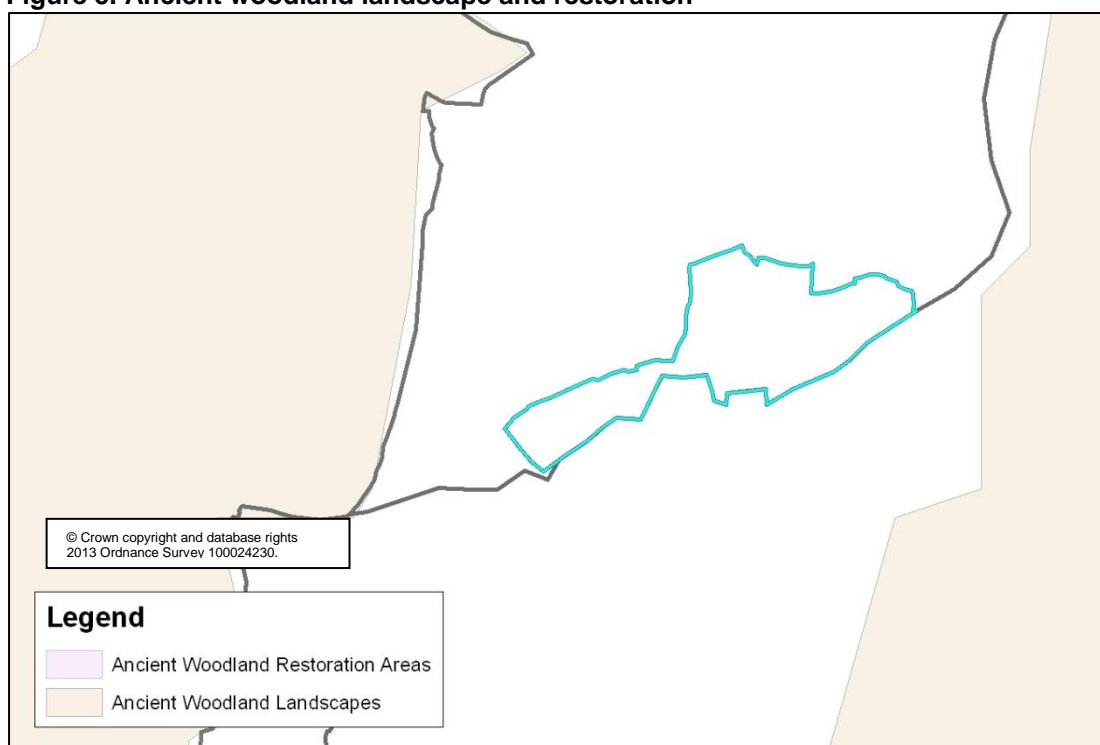 Figure 3: Ancient woodland landscape and restoration
© Crown copyright and database rights
2013 Ordnance Survey 100024230.
Legend
Ancient Woodland Restoration Areas
Ancient Woodland Landscapes